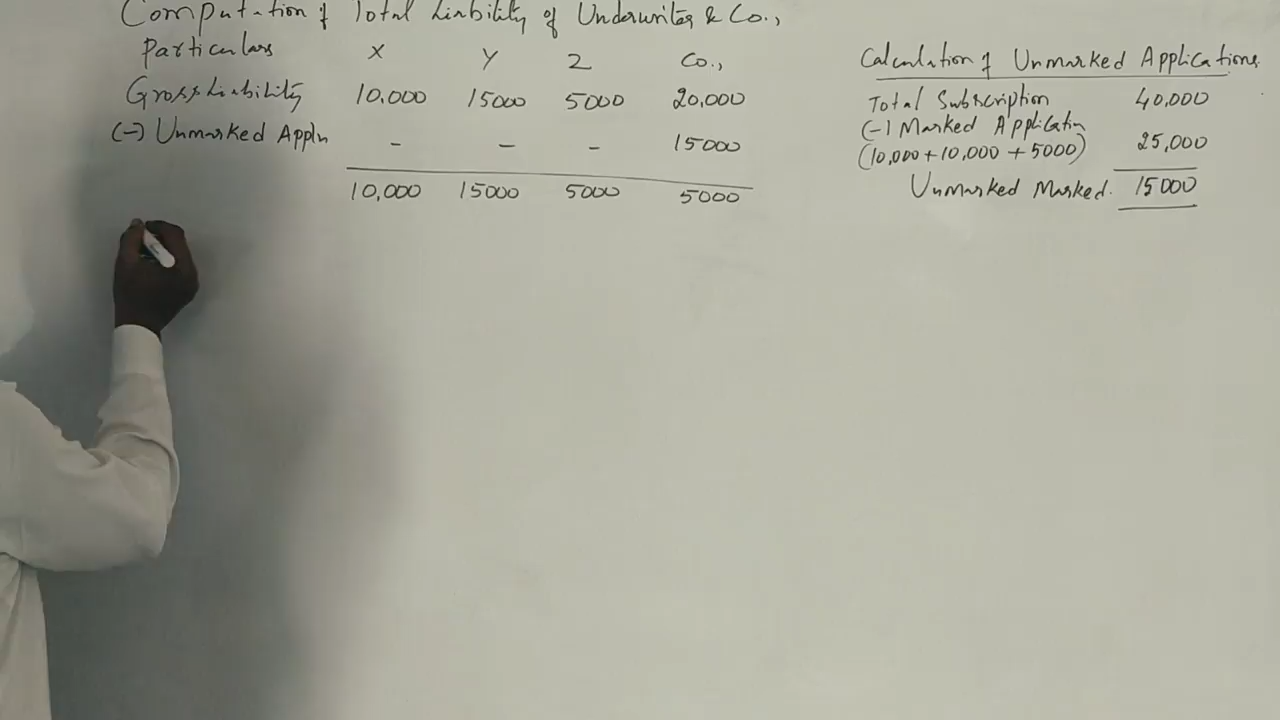 Computation of Total Liability of Underwriter & Co.,
Particulars X Y Z Co.,
Gross Liability 10,000 15000 5000 20,000
(-) Unmarked Appln - - - 15000
10,000 15000 5000 5000
Calculation of Unmarked Applications
Total Subscription 40,000
(-) Marked Applicatin
(10,000+10,000+5000) 25,000
Unmarked Marked. 15000